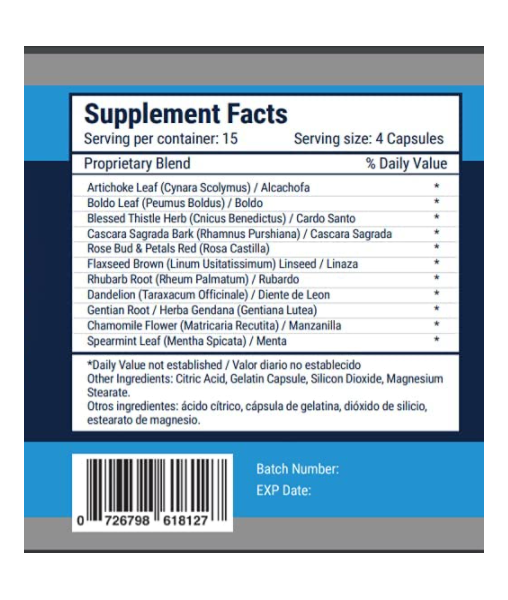 Supplement Facts
Serving per container: 15 Serving size: 4 Capsules
Proprietary Blend % Daily Value
Artichoke Leaf (Cynara Scolymus) / Alcachofa *
Boldo Leaf (Peumus Boldus) / Boldo *
Blessed Thistle Herb (Cnicus Benedictus) / Cardo Santo *
Cascara Sagrada Bark (Rhamnus Purshiana) / Cascara Sagrada *
Rose Bud & Petals Red (Rosa Castilla) *
Flaxseed Brown (Linum Usitatissimum) Linseed / Linaza *
Rhubarb Root (Rheum Palmatum) / Rubardo *
Dandelion (Taraxacum Officinale) / Diente de Leon *
Gentian Root / Herba Gendana (Gentiana Lutea) *
Chamomile Flower (Matricaria Recutita) / Manzanilla *
Spearmint Leaf (Mentha Spicata) / Menta *
*Daily Value not established / Valor diario no establecido
Other Ingredients: Citric Acid, Gelatin Capsule, Silicon Dioxide, Magnesium
Stearate.
Otros ingredientes: ácido cítrico, cápsula de gelatina, dióxido de silicio,
estearato de magnesio.
Batch Number:
EXP Date:
0 726798 618127